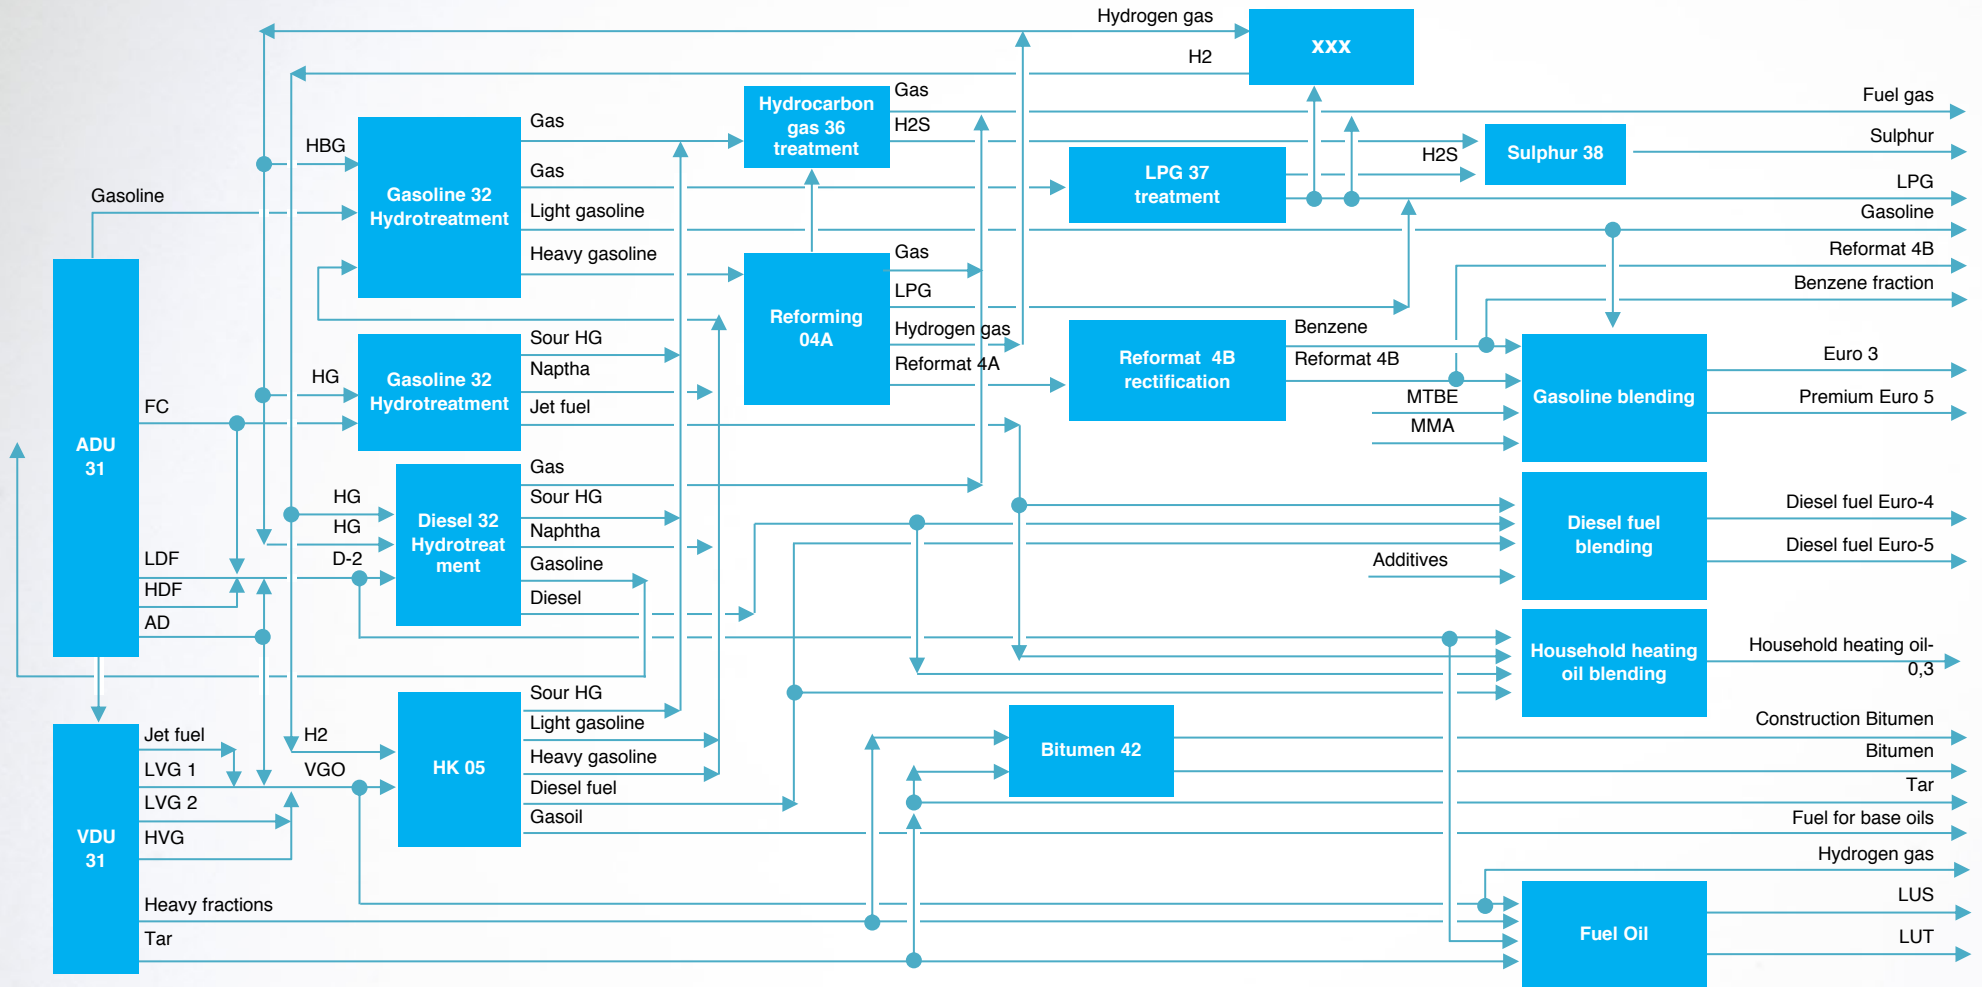 Hydrogen gas
xxx
H2
Gas
Fuel gas
Hydrocarbon
gas 36
treatment
Gas
H2S
Sulphur
HBG
H2S
Sulphur 38
Gas
LPG 37
treatment
LPG
Gasoline
Gasoline 32
Hydrotreatment
Light gasoline
Gasoline
Heavy gasoline
Gas
Reformat 4B
LPG
Benzene fraction
Reforming
04A
Hydrogen gas
Benzene
Sour HG
Reformat 4A
Reformat  4B
rectification
Reformat 4B
Euro 3
HG
Gasoline 32
Hydrotreatment
Naptha
MTBE
Gasoline blending
Premium Euro 5
FC
Jet fuel
MMA
ADU
31
Gas
HG
Sour HG
Diesel fuel Euro-4
HG
Diesel 32
Hydrotreat
ment
Naphtha
Diesel fuel
blending
Diesel fuel Euro-5
LDF
D-2
Gasoline
Additives
HDF
Diesel
AD
Household heating
oil blending
Household heating oil-
0,3
Sour HG
Light gasoline
Construction Bitumen
Jet fuel
H2
Bitumen 42
Bitumen
LVG 1
VGO
HK 05
Heavy gasoline
Tar
LVG 2
Diesel fuel
Fuel for base oils
VDU
31
HVG
Gasoil
Hydrogen gas
Heavy fractions
LUS
Tar
Fuel Oil
LUT